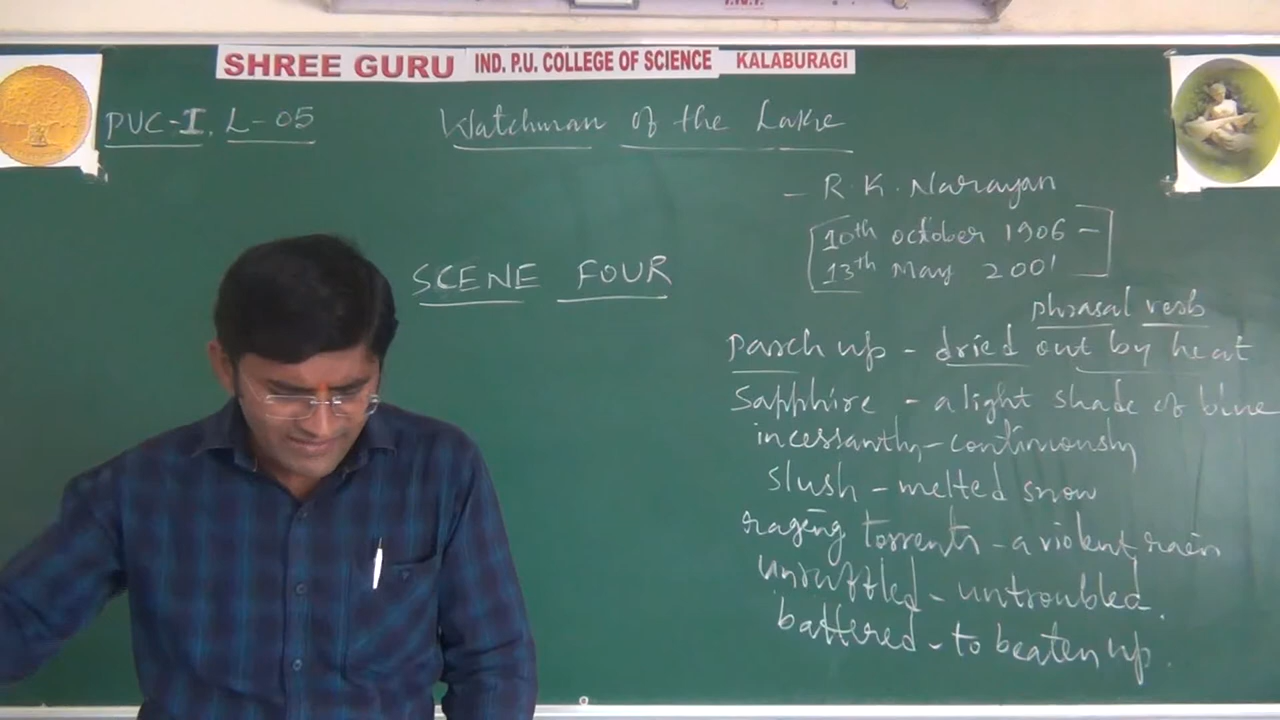 SHREE GURU IND. P.U. COLLEGE OF SCIENCE KALABURAGI
PUC-I, L-05 Watchman of the Lake
- R. K. Narayan
[10th October 1906 -
13th May 2001]
SCENE FOUR
phrasal verb
parch up - dried out by heat
Sapphire - a light shade of blue
incessantly - continuously
slush - melted snow
raging torrents - a violent rain
unruffled - untroubled.
battered - to beaten up.